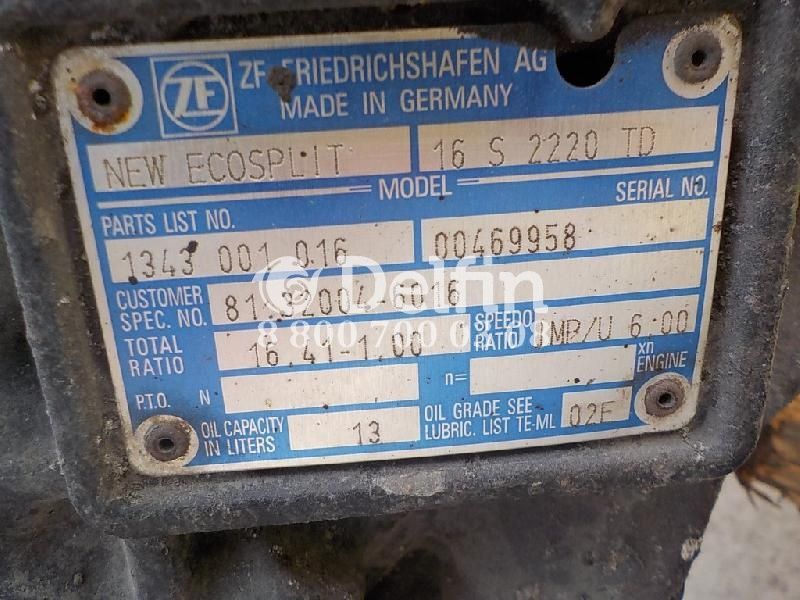 ZF ZF FRIEDRICHSHAFEN AG
MADE IN GERMANY
NEW ECOSPLIT 16 S 2220 TD
MODEL
PARTS LIST NO. SERIAL NO.
1343 001 016 00469958
CUSTOMER SPEC. NO. 81.32004-6016
Delfin
TOTAL RATIO 16.41-1.00 SPEEDO RATIO 8MP/U 6.00
8 800 700
P.T.O. N n= xn ENGINE
OIL CAPACITY IN LITERS 13 OIL GRADE SEE LUBRIC. LIST TE-ML 02E